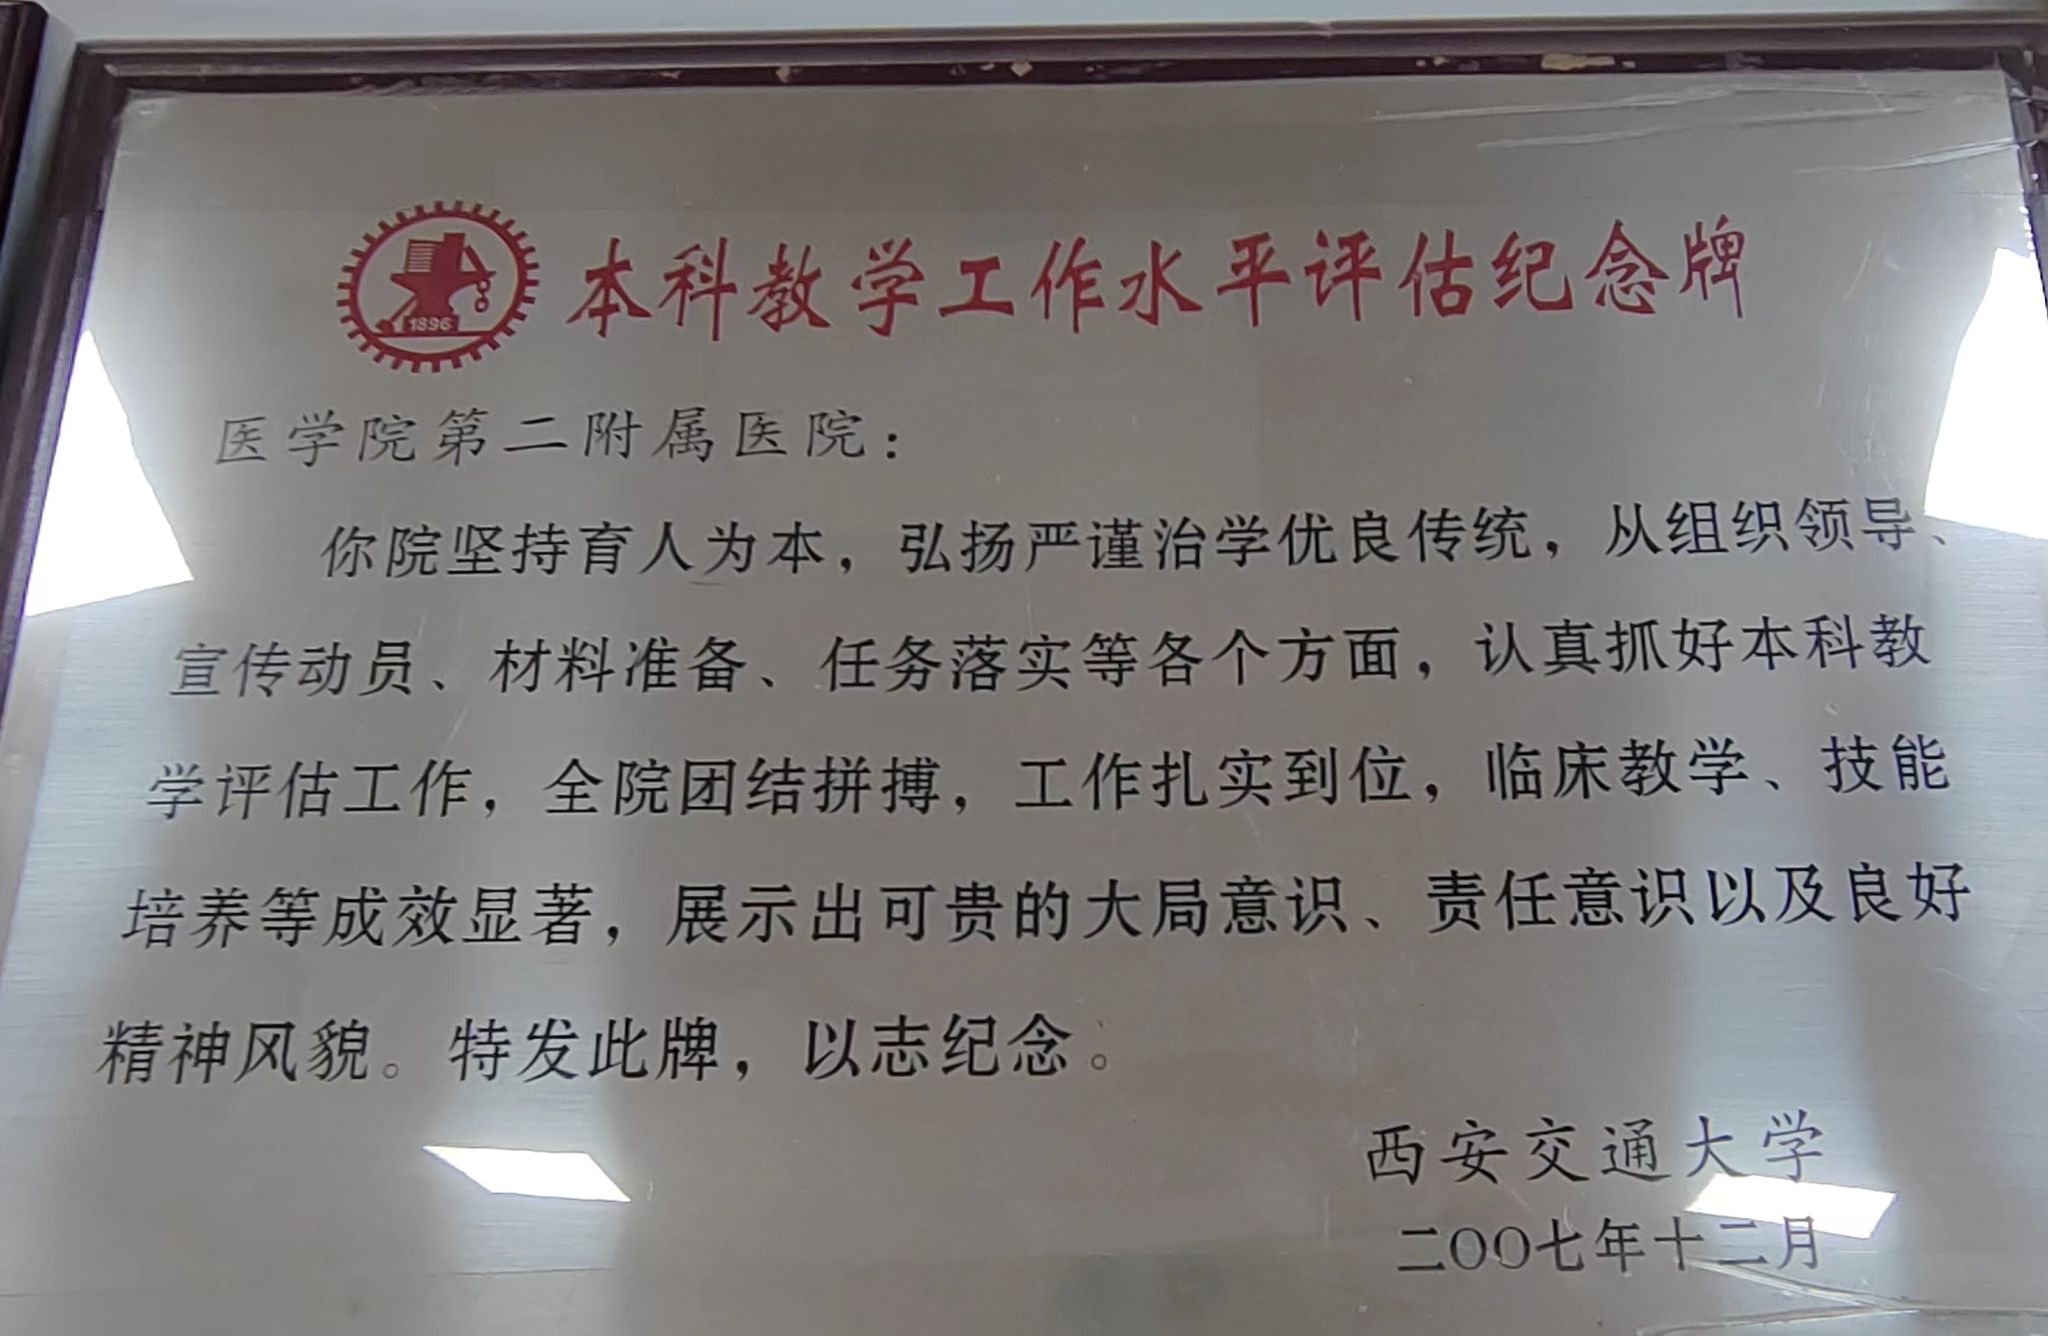 本科教学工作水平评估纪念牌
1896
医学院第二附属医院：
你院坚持育人为本，弘扬严谨治学优良传统，从组织领导、
宣传动员、材料准备、任务落实等各个方面，认真抓好本科教
学评估工作，全院团结拼搏，工作扎实到位，临床教学、技能
培养等成效显著，展示出可贵的大局意识、责任意识以及良好
精神风貌。特发此牌，以志纪念。
西安交通大学
二〇〇七年十二月